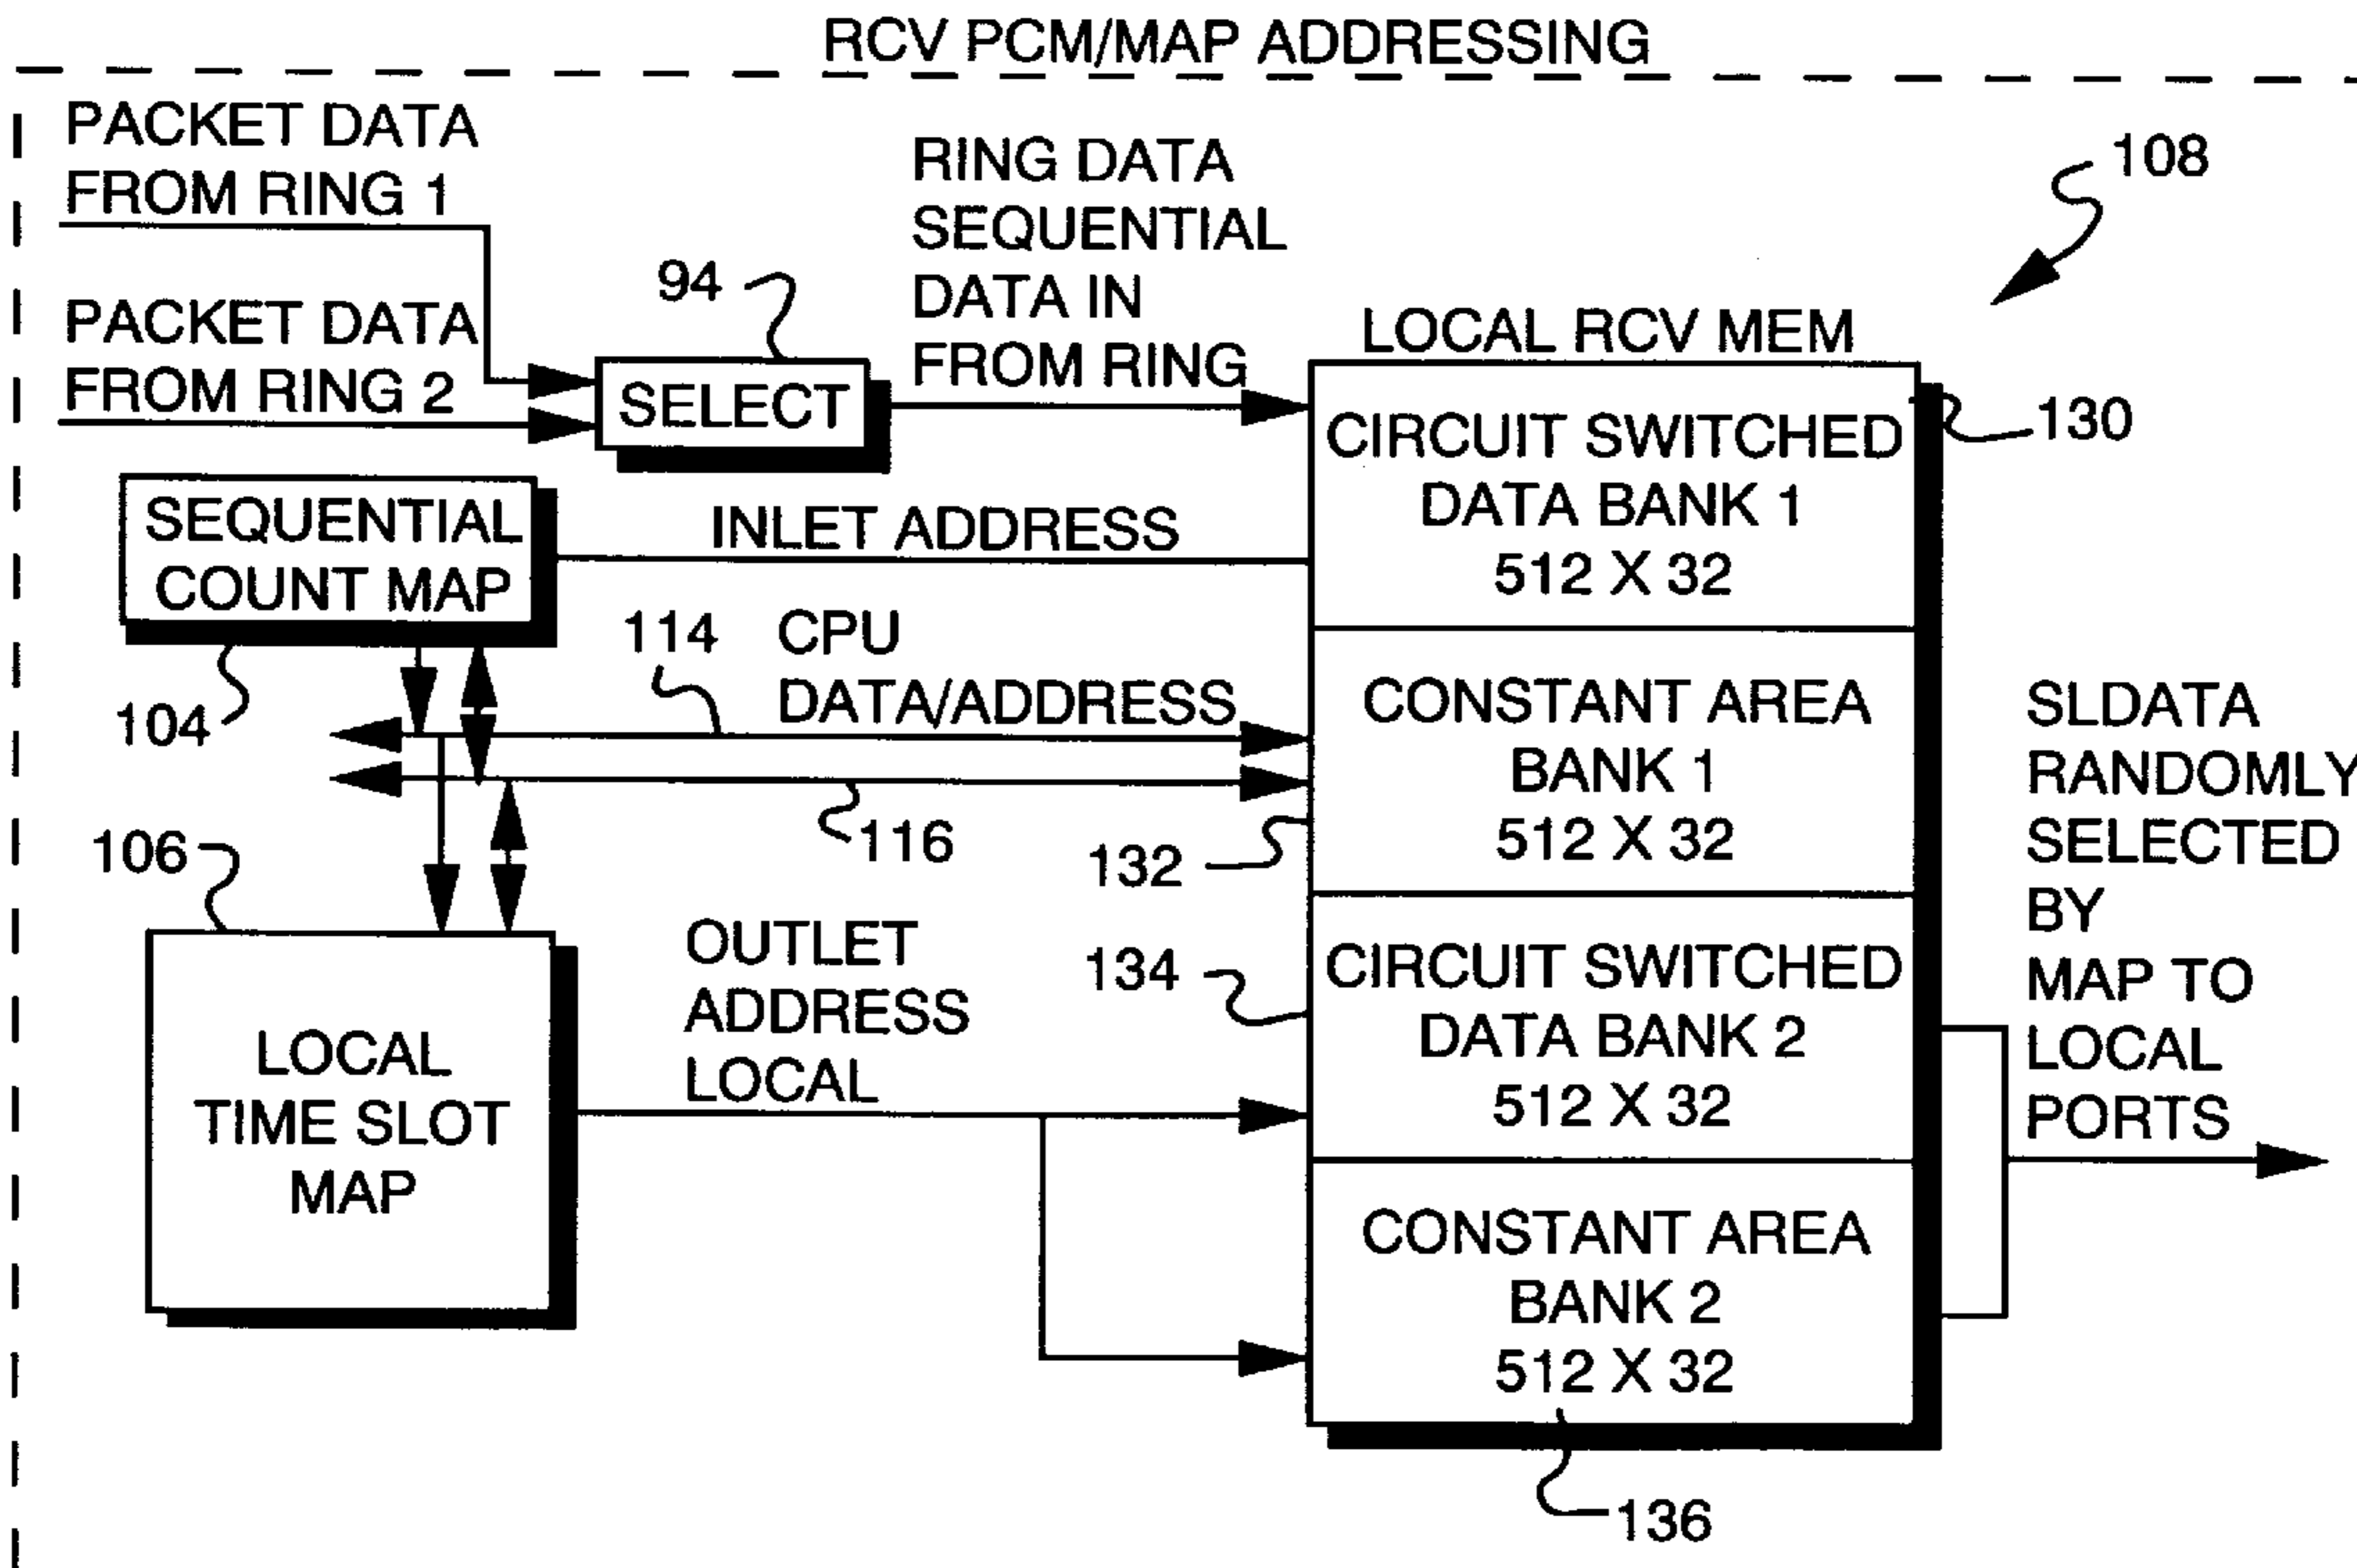 RCV PCM/MAP ADDRESSING
PACKET DATA
FROM RING 1
PACKET DATA
FROM RING 2
94
SELECT
RING DATA
SEQUENTIAL
DATA IN
FROM RING
108
LOCAL RCV MEM
CIRCUIT SWITCHED
DATA BANK 1
512 X 32
130
SEQUENTIAL
COUNT MAP
INLET ADDRESS
104
114
CPU
DATA/ADDRESS
116
CONSTANT AREA
BANK 1
512 X 32
132
106
LOCAL
TIME SLOT
MAP
OUTLET
ADDRESS
LOCAL
134
CIRCUIT SWITCHED
DATA BANK 2
512 X 32
CONSTANT AREA
BANK 2
512 X 32
136
SLDATA
RANDOMLY
SELECTED
BY
MAP TO
LOCAL
PORTS